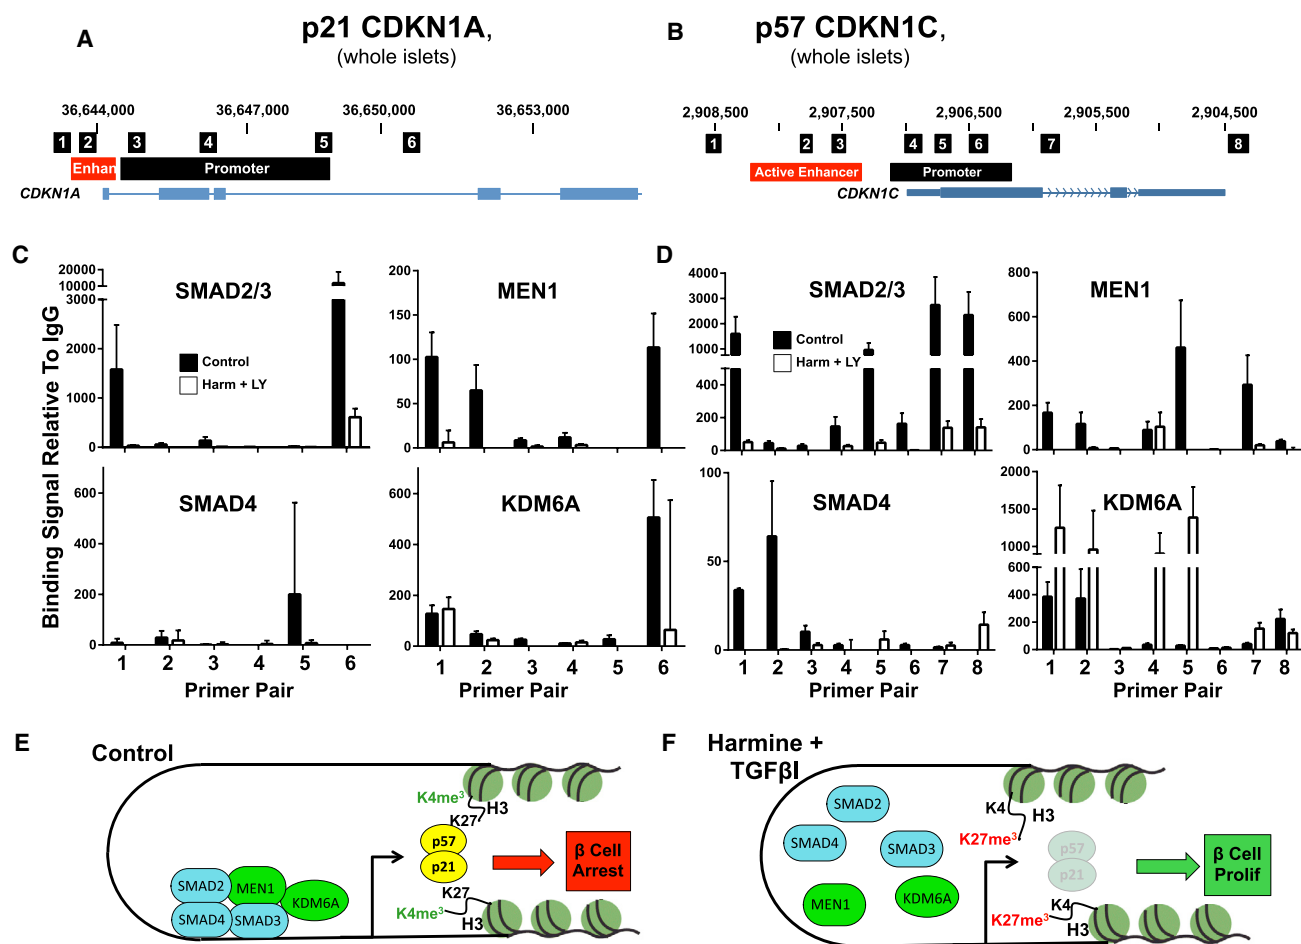 A
p21 CDKN1A,
(whole islets)
36,644,000 36,647,000 36,650,000 36,653,000
1 2 3 4 5 6
Enhan Promoter
CDKN1A
B
p57 CDKN1C,
(whole islets)
2,908,500 2,907,500 2,906,500 2,905,500 2,904,500
1 2 3 4 5 6 7 8
Active Enhancer Promoter
CDKN1C
C
Binding Signal Relative To IgG
SMAD2/3
20000
10000
3000
2000
1000
0
Control
Harm + LY
MEN1
200
150
100
50
0
SMAD4
600
400
200
0
1 2 3 4 5 6
Primer Pair
KDM6A
600
400
200
0
1 2 3 4 5 6
Primer Pair
D
SMAD2/3
4000
3000
2000
1000
400
200
0
Control
Harm + LY
MEN1
800
600
400
200
0
SMAD4
100
50
0
1 2 3 4 5 6 7 8
Primer Pair
KDM6A
2000
1500
1000
600
400
200
0
1 2 3 4 5 6 7 8
Primer Pair
E
Control
K4me3
H3
K27
p57
p21
β Cell
Arrest
SMAD2
MEN1
KDM6A
SMAD4
SMAD3
K27
K4me3
H3
F
Harmine +
TGFβI
SMAD2
SMAD4
SMAD3
MEN1
KDM6A
K4
H3
K27me3
p57
p21
β Cell
Prolif
K4
K27me3
H3